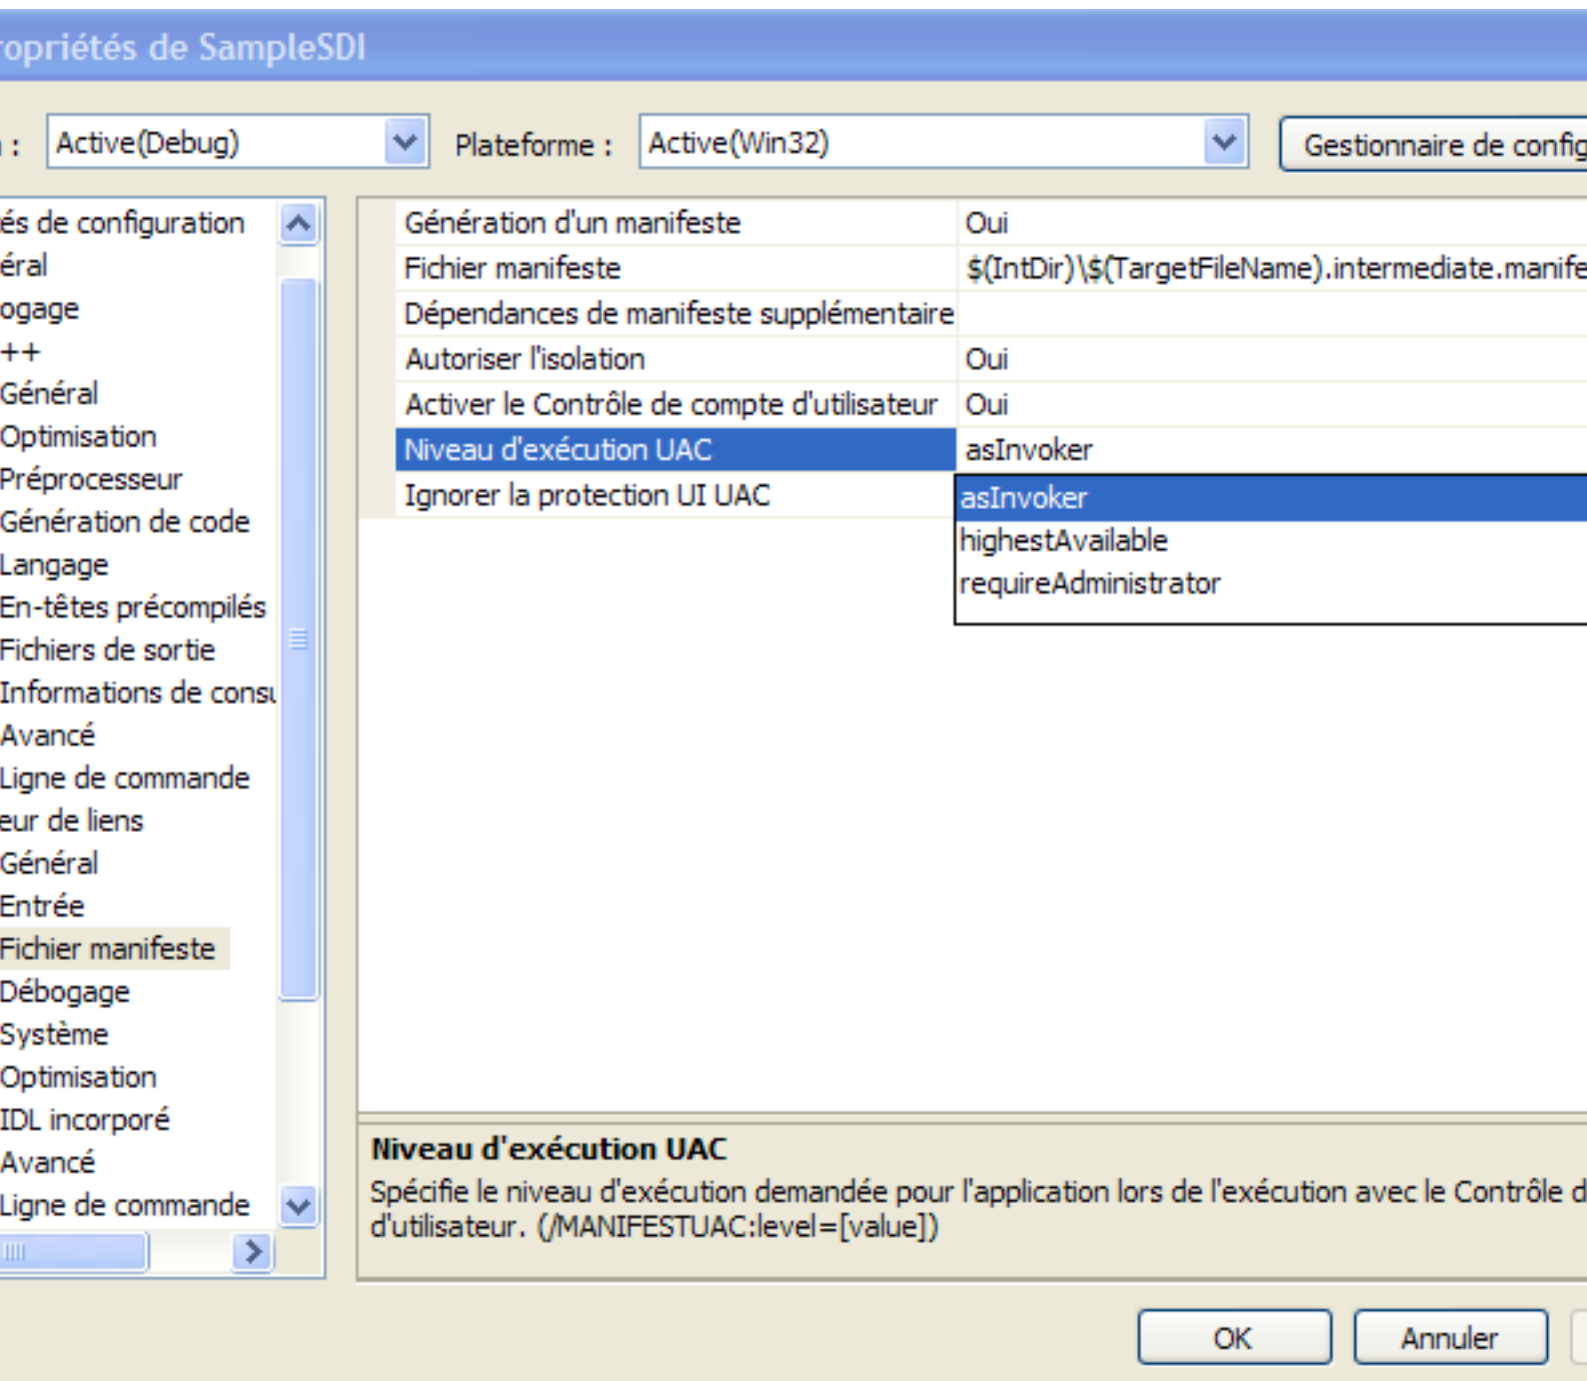 ropriétés de SampleSDI
: Active(Debug) Plateforme : Active(Win32) Gestionnaire de config
és de configuration
éral
ogage
++
Général
Optimisation
Préprocesseur
Génération de code
Langage
En-têtes précompilés
Fichiers de sortie
Informations de consu
Avancé
Ligne de commande
eur de liens
Général
Entrée
Fichier manifeste
Débogage
Système
Optimisation
IDL incorporé
Avancé
Ligne de commande
Génération d'un manifeste Oui
Fichier manifeste $(IntDir)\$(TargetFileName).intermediate.manife
Dépendances de manifeste supplémentaire
Autoriser l'isolation Oui
Activer le Contrôle de compte d'utilisateur Oui
Niveau d'exécution UAC asInvoker
Ignorer la protection UI UAC
asInvoker
highestAvailable
requireAdministrator
Niveau d'exécution UAC
Spécifie le niveau d'exécution demandée pour l'application lors de l'exécution avec le Contrôle d
d'utilisateur. (/MANIFESTUAC:level=[value])
OK Annuler